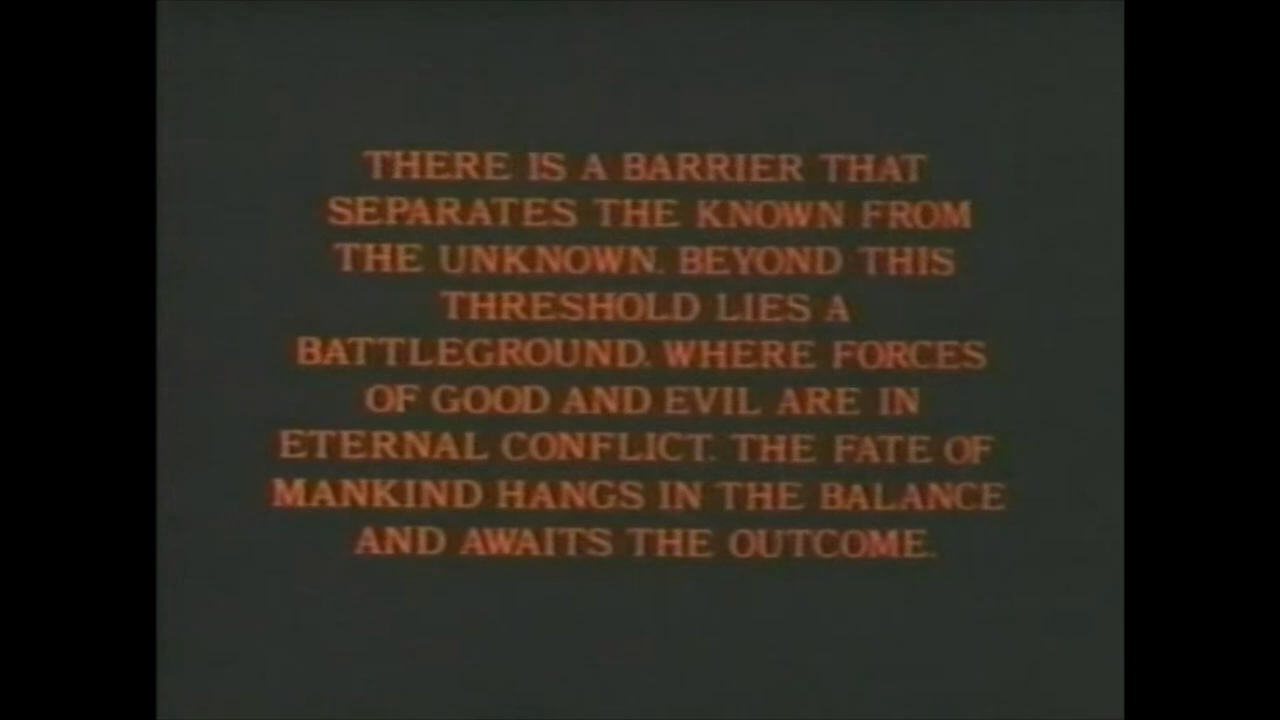 THERE IS A BARRIER THAT
SEPARATES THE KNOWN FROM
THE UNKNOWN. BEYOND THIS
THRESHOLD LIES A
BATTLEGROUND. WHERE FORCES
OF GOOD AND EVIL ARE IN
ETERNAL CONFLICT. THE FATE OF
MANKIND HANGS IN THE BALANCE
AND AWAITS THE OUTCOME.